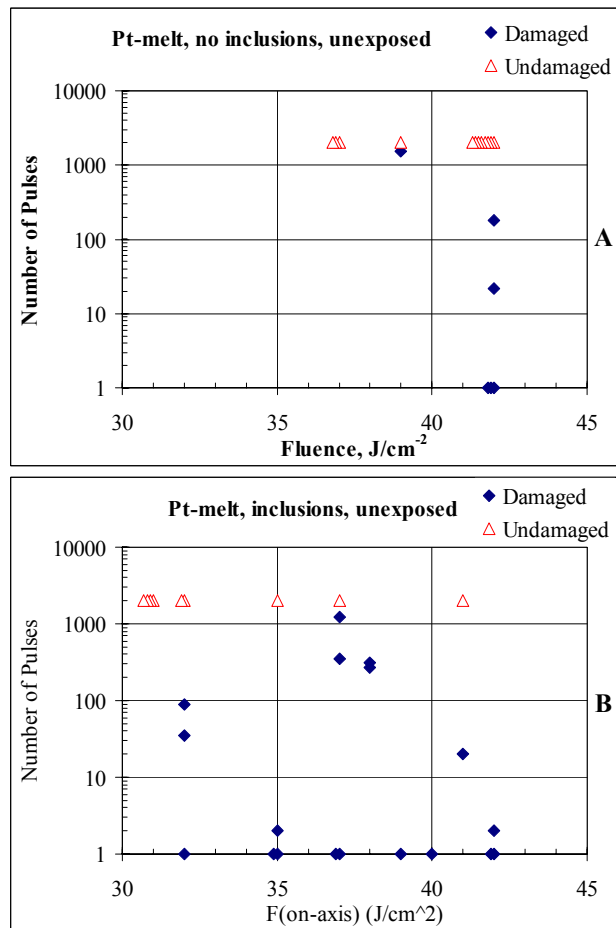 Pt-melt, no inclusions, unexposed
Damaged
Undamaged
10000
1000
100
10
1
Number of Pulses
A
30 35 40 45
Fluence, J/cm-2
Pt-melt, inclusions, unexposed
Damaged
Undamaged
10000
1000
100
10
1
Number of Pulses
B
30 35 40 45
F(on-axis) (J/cm^2)